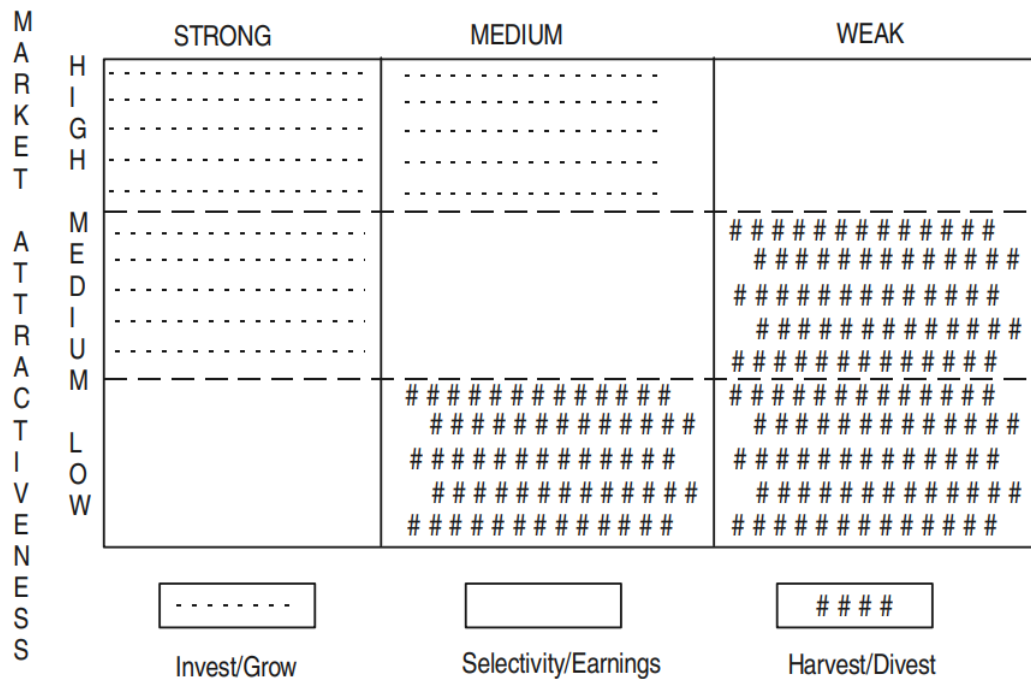 MARKET ATTRACTIVENESS
STRONG MEDIUM WEAK
HIGH
MEDIUM
LOW
# # # # # # # # # # # # #
# # # # # # # # # # # # #
# # # # # # # # # # # # #
# # # # # # # # # # # # #
# # # # # # # # # # # # #
# # # # # # # # # # # # # # # # # # # # # # # # # #
# # # # # # # # # # # # # # # # # # # # # # # # # #
# # # # # # # # # # # # # # # # # # # # # # # # # #
# # # # # # # # # # # # # # # # # # # # # # # # # #
# # # # # # # # # # # # # # # # # # # # # # # # # #
# # # #
Invest/Grow Selectivity/Earnings Harvest/Divest